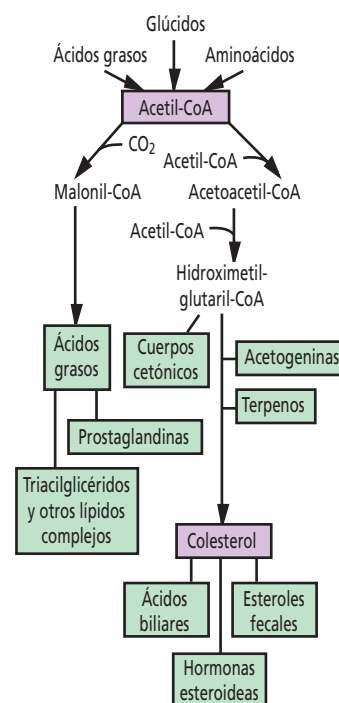 Glúcidos
Ácidos grasos
Aminoácidos
Acetil-CoA
CO2
Acetil-CoA
Malonil-CoA
Acetoacetil-CoA
Acetil-CoA
Hidroximetil-
glutaril-CoA
Ácidos
grasos
Cuerpos
cetónicos
Acetogeninas
Terpenos
Prostaglandinas
Triacilglicéridos
y otros lípidos
complejos
Colesterol
Ácidos
biliares
Esteroles
fecales
Hormonas
esteroideas